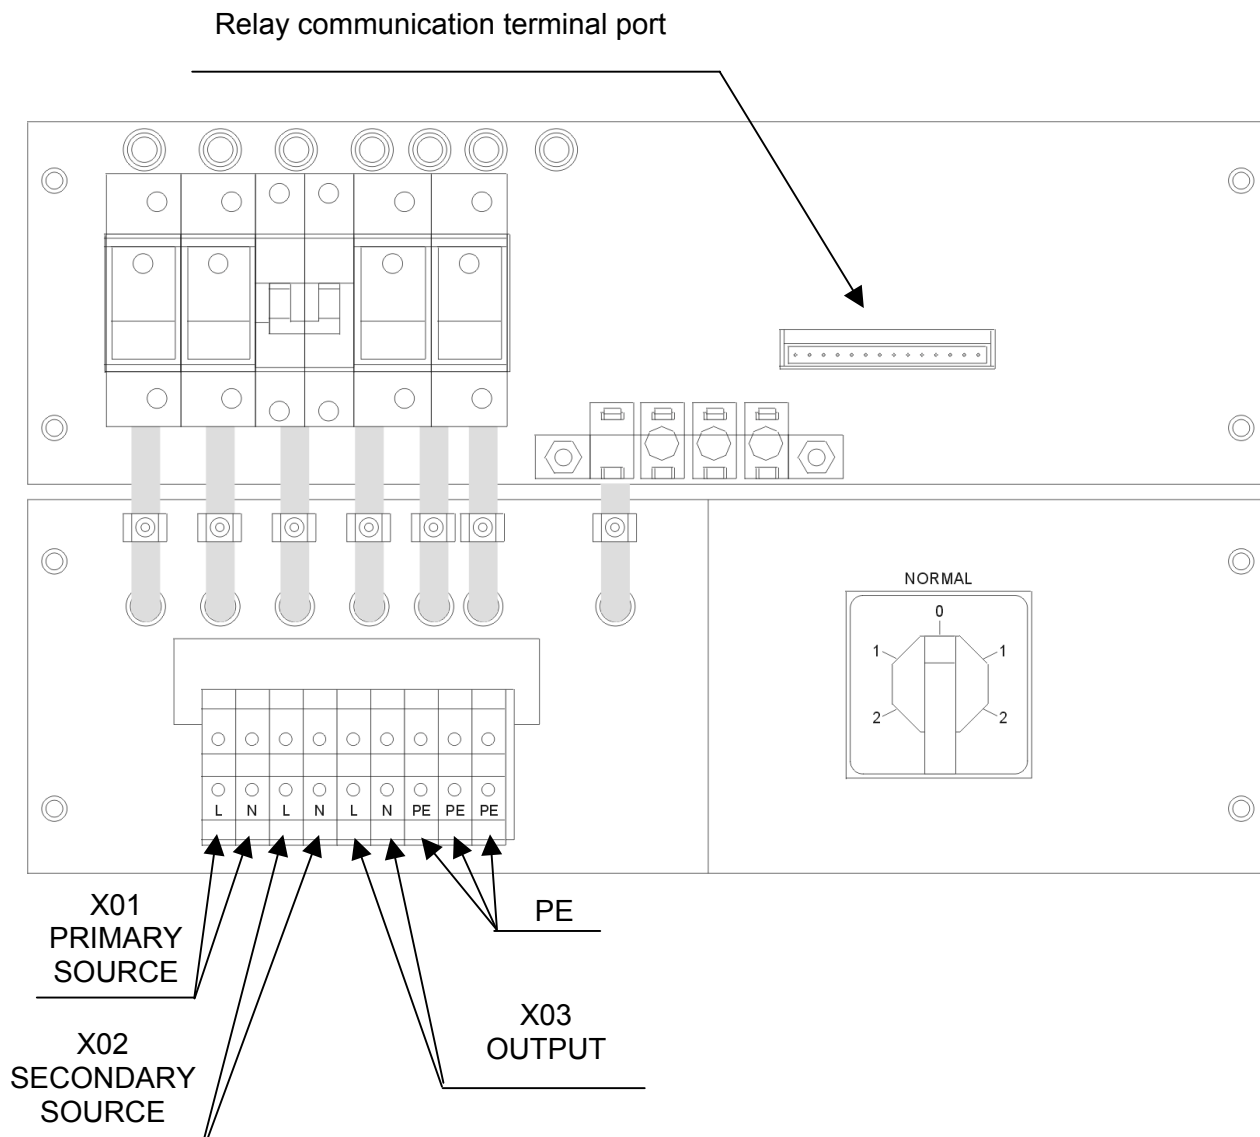 Relay communication terminal port
NORMAL
0
1 1
2 2
L N L N L N PE PE PE
X01
PRIMARY
SOURCE
PE
X03
OUTPUT
X02
SECONDARY
SOURCE